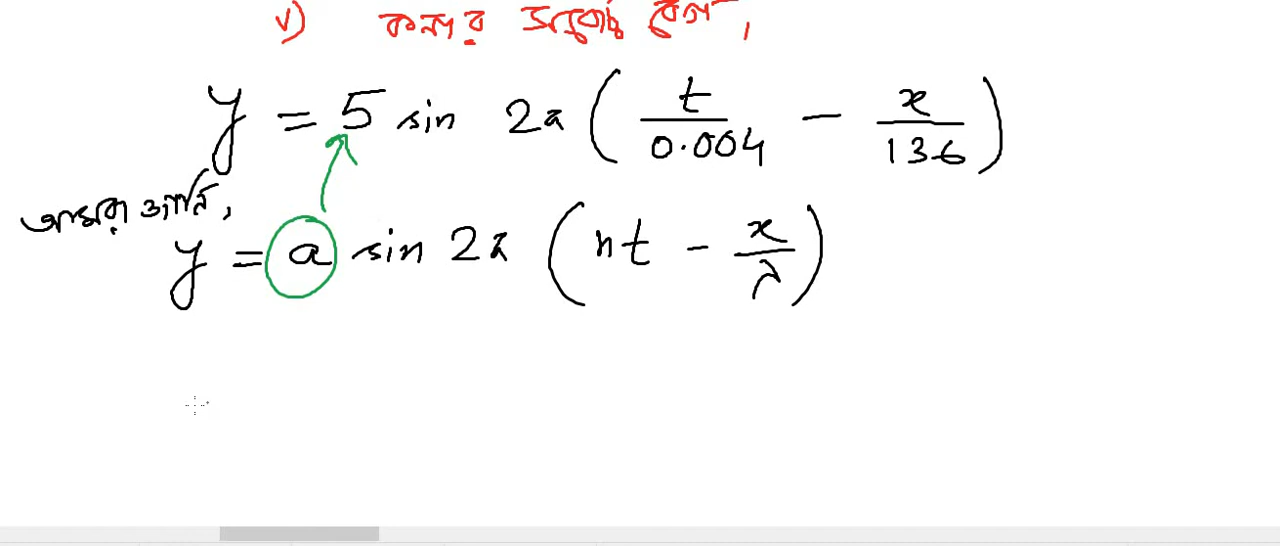 v) কনার সর্বোচ্চ বেগ,
y = 5 sin 2π ( t / 0.004 - x / 136 )
আমরা জানি,
y = a sin 2π ( nt - x / λ )